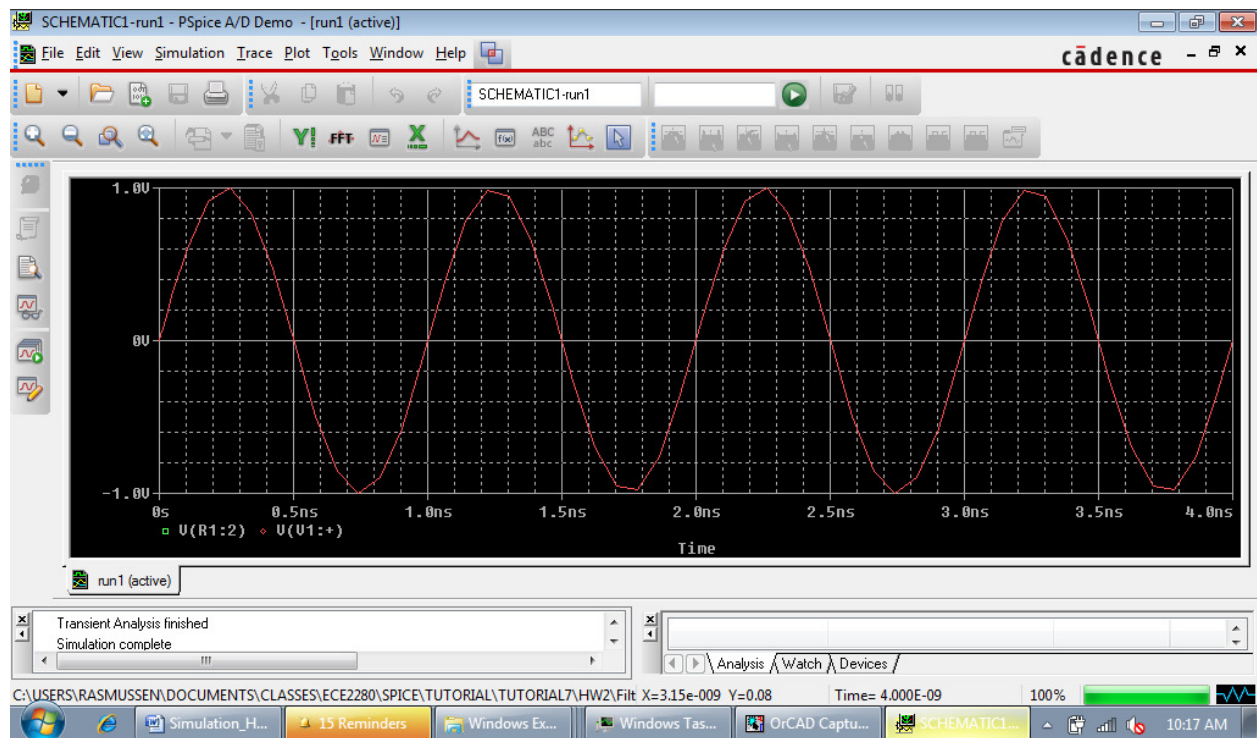 SCHEMATIC1-run1 - PSpice A/D Demo - [run1 (active)]
File Edit View Simulation Trace Plot Tools Window Help
cādence
SCHEMATIC1-run1
FFT
ABC
abc
1.0V
0V
-1.0V
0s 0.5ns 1.0ns 1.5ns 2.0ns 2.5ns 3.0ns 3.5ns 4.0ns
V(R1:2) V(V1:+)
Time
run1 (active)
Transient Analysis finished
Simulation complete
Analysis Watch Devices
C:\USERS\RASMUSSEN\DOCUMENTS\CLASSES\ECE2280\SPICE\TUTORIAL\TUTORIAL7\HW2\Filt X=3.15e-009 Y=0.08 Time= 4.000E-09 100%
Simulation_H... 15 Reminders Windows Ex... Windows Tas... OrCAD Captu... SCHEMATIC1... 10:17 AM